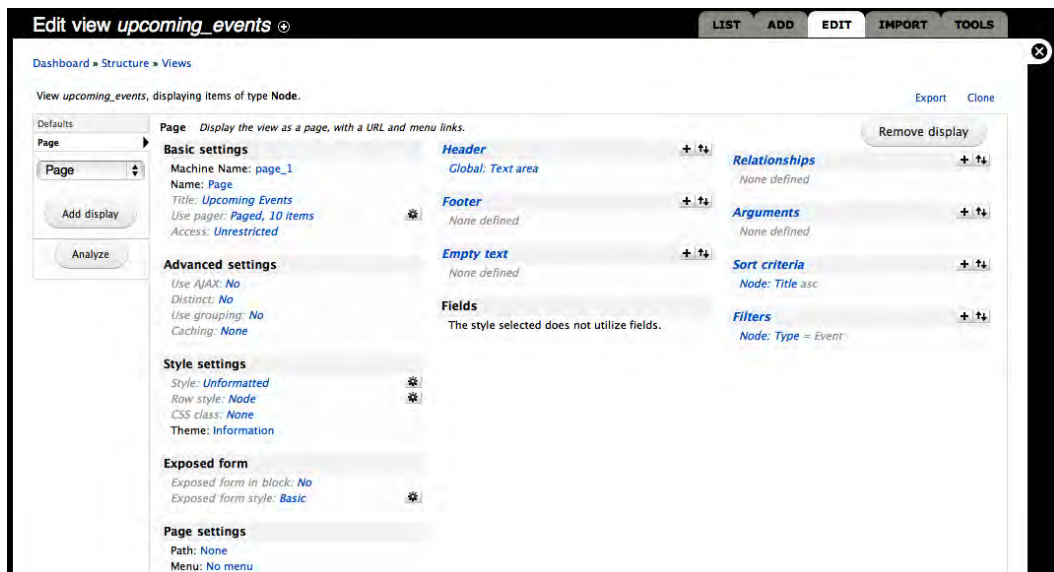 Edit view upcoming_events
LIST ADD EDIT IMPORT TOOLS
Dashboard » Structure » Views
View upcoming_events, displaying items of type Node.
Export Clone
Defaults
Page
Page
Add display
Analyze
Page Display the view as a page, with a URL and menu links.
Remove display
Basic settings
Machine Name: page_1
Name: Page
Title: Upcoming Events
Use pager: Paged, 10 items
Access: Unrestricted
Advanced settings
Use AJAX: No
Distinct: No
Use grouping: No
Caching: None
Style settings
Style: Unformatted
Row style: Node
CSS class: None
Theme: Information
Exposed form
Exposed form in block: No
Exposed form style: Basic
Page settings
Path: None
Menu: No menu
Header
Global: Text area
Footer
None defined
Empty text
None defined
Fields
The style selected does not utilize fields.
Relationships
None defined
Arguments
None defined
Sort criteria
Node: Title asc
Filters
Node: Type = Event